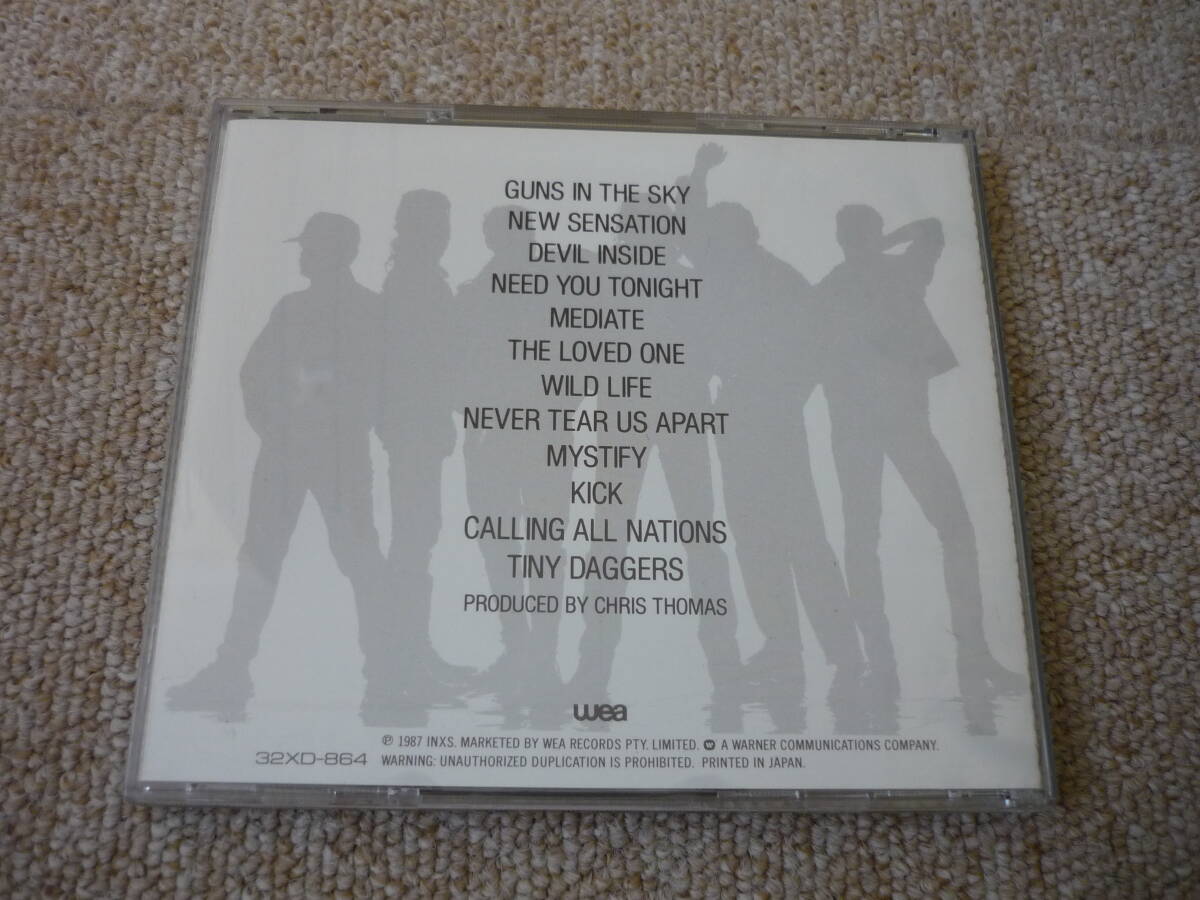 GUNS IN THE SKY
NEW SENSATION
DEVIL INSIDE
NEED YOU TONIGHT
MEDIATE
THE LOVED ONE
WILD LIFE
NEVER TEAR US APART
MYSTIFY
KICK
CALLING ALL NATIONS
TINY DAGGERS
PRODUCED BY CHRIS THOMAS
wea
℗ 1987 INXS. MARKETED BY WEA RECORDS PTY. LIMITED. A WARNER COMMUNICATIONS COMPANY.
32XD-864 WARNING: UNAUTHORIZED DUPLICATION IS PROHIBITED. PRINTED IN JAPAN.